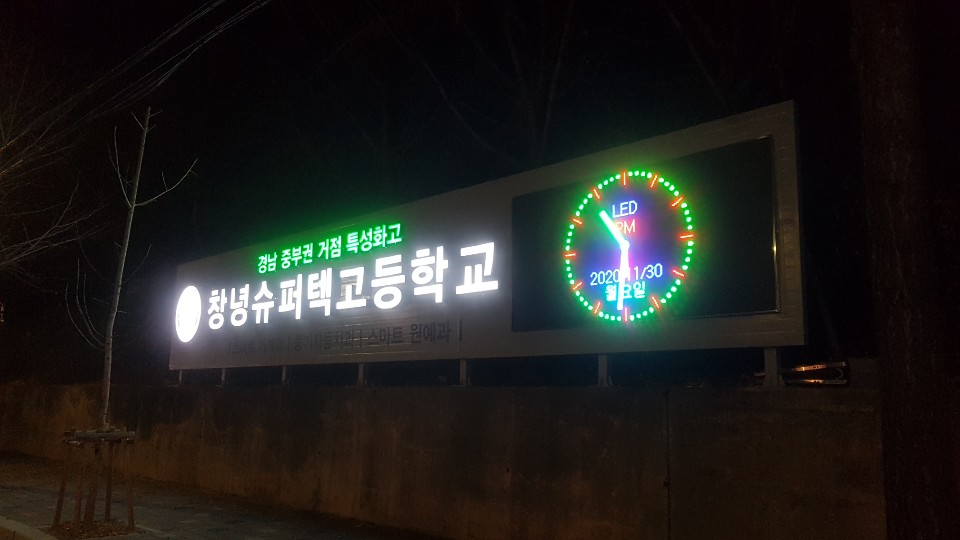 경남 중부권 거점 특성화고
창녕슈퍼텍고등학교
스마트 원예과
LED
PM
2020/11/30
월요일